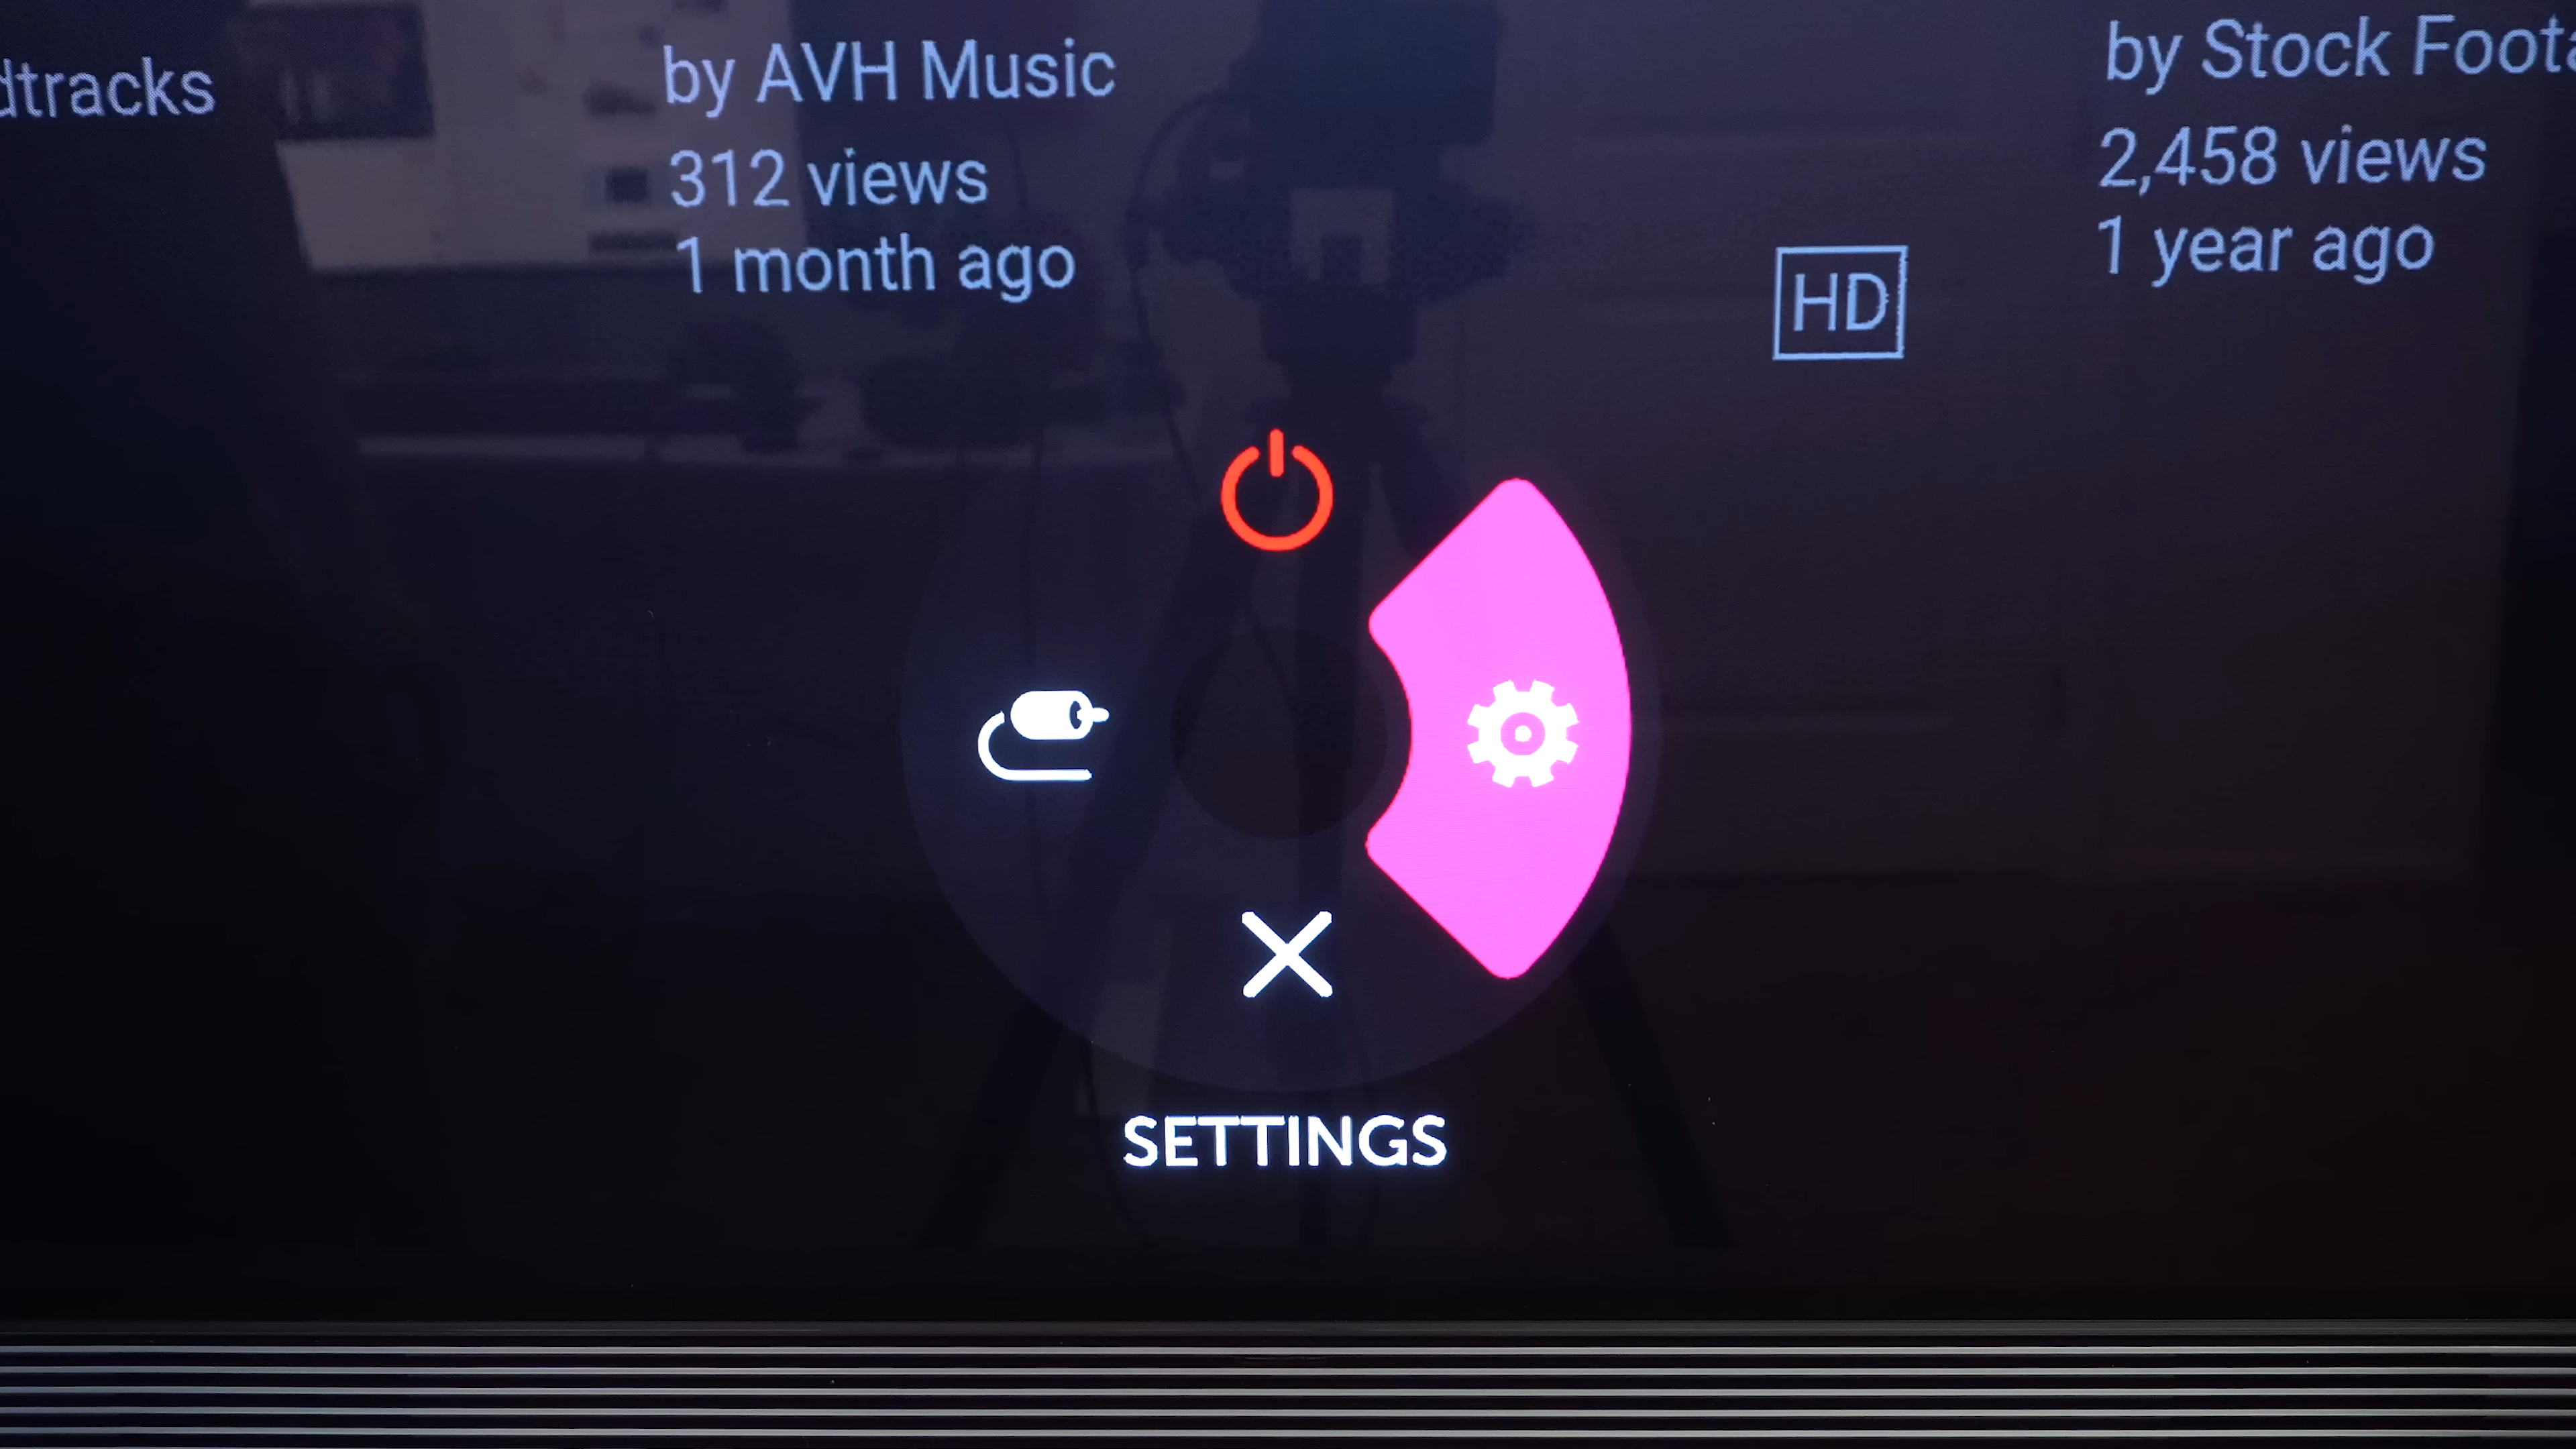 dtracks
by AVH Music
312 views
1 month ago
HD
by Stock Foota
2,458 views
1 year ago
SETTINGS